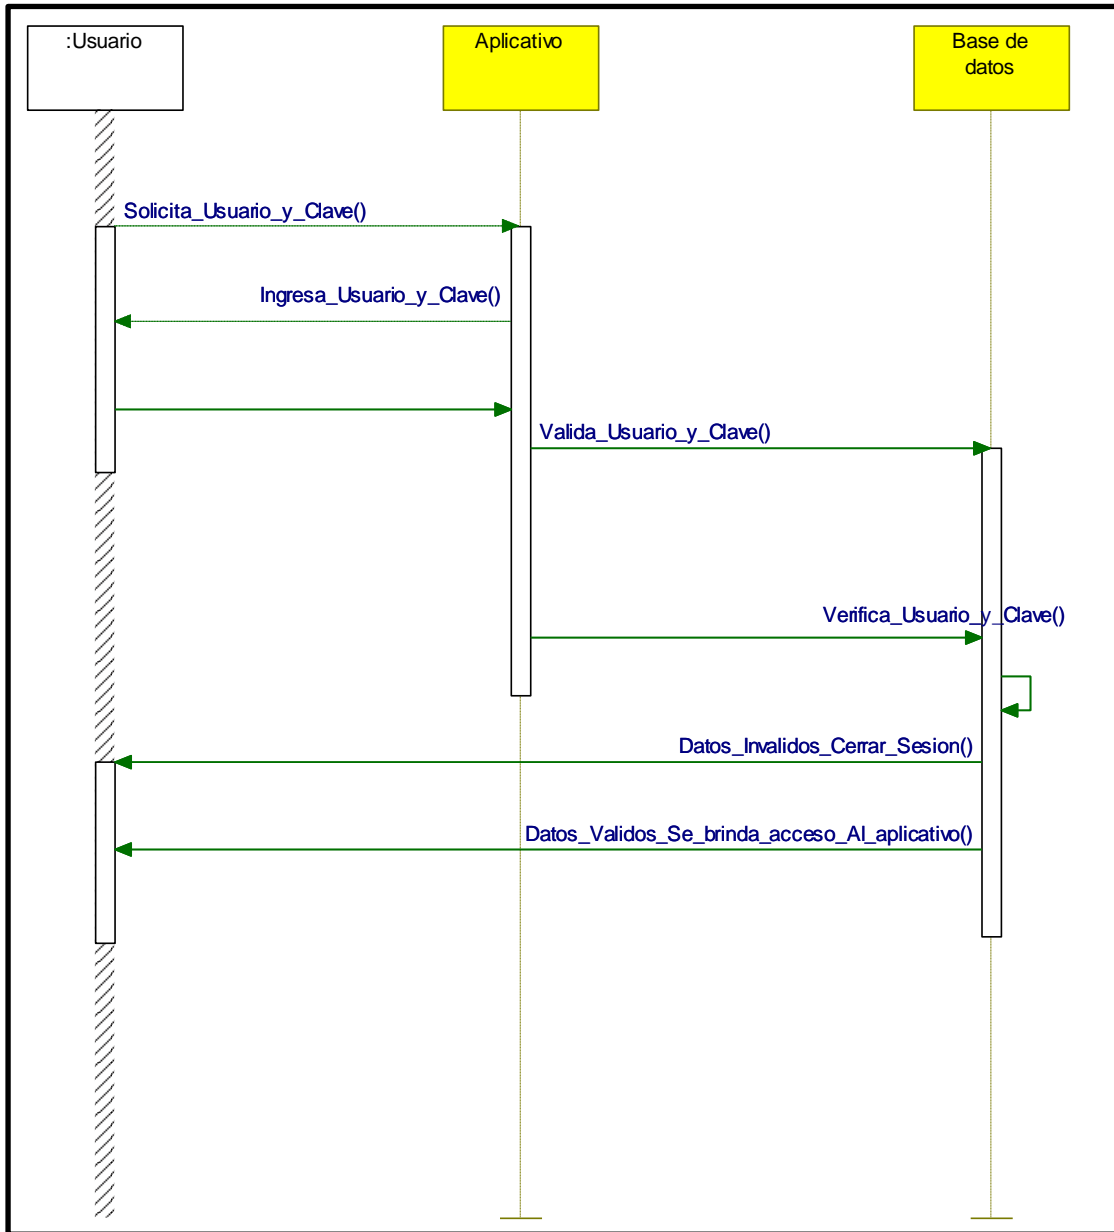 :Usuario
Aplicativo
Base de
datos
Solicita_Usuario_y_Clave()
Ingresa_Usuario_y_Clave()
Valida_Usuario_y_Clave()
Verifica_Usuario_y_Clave()
Datos_Invalidos_Cerrar_Sesion()
Datos_Validos_Se_brinda_acceso_Al_aplicativo()